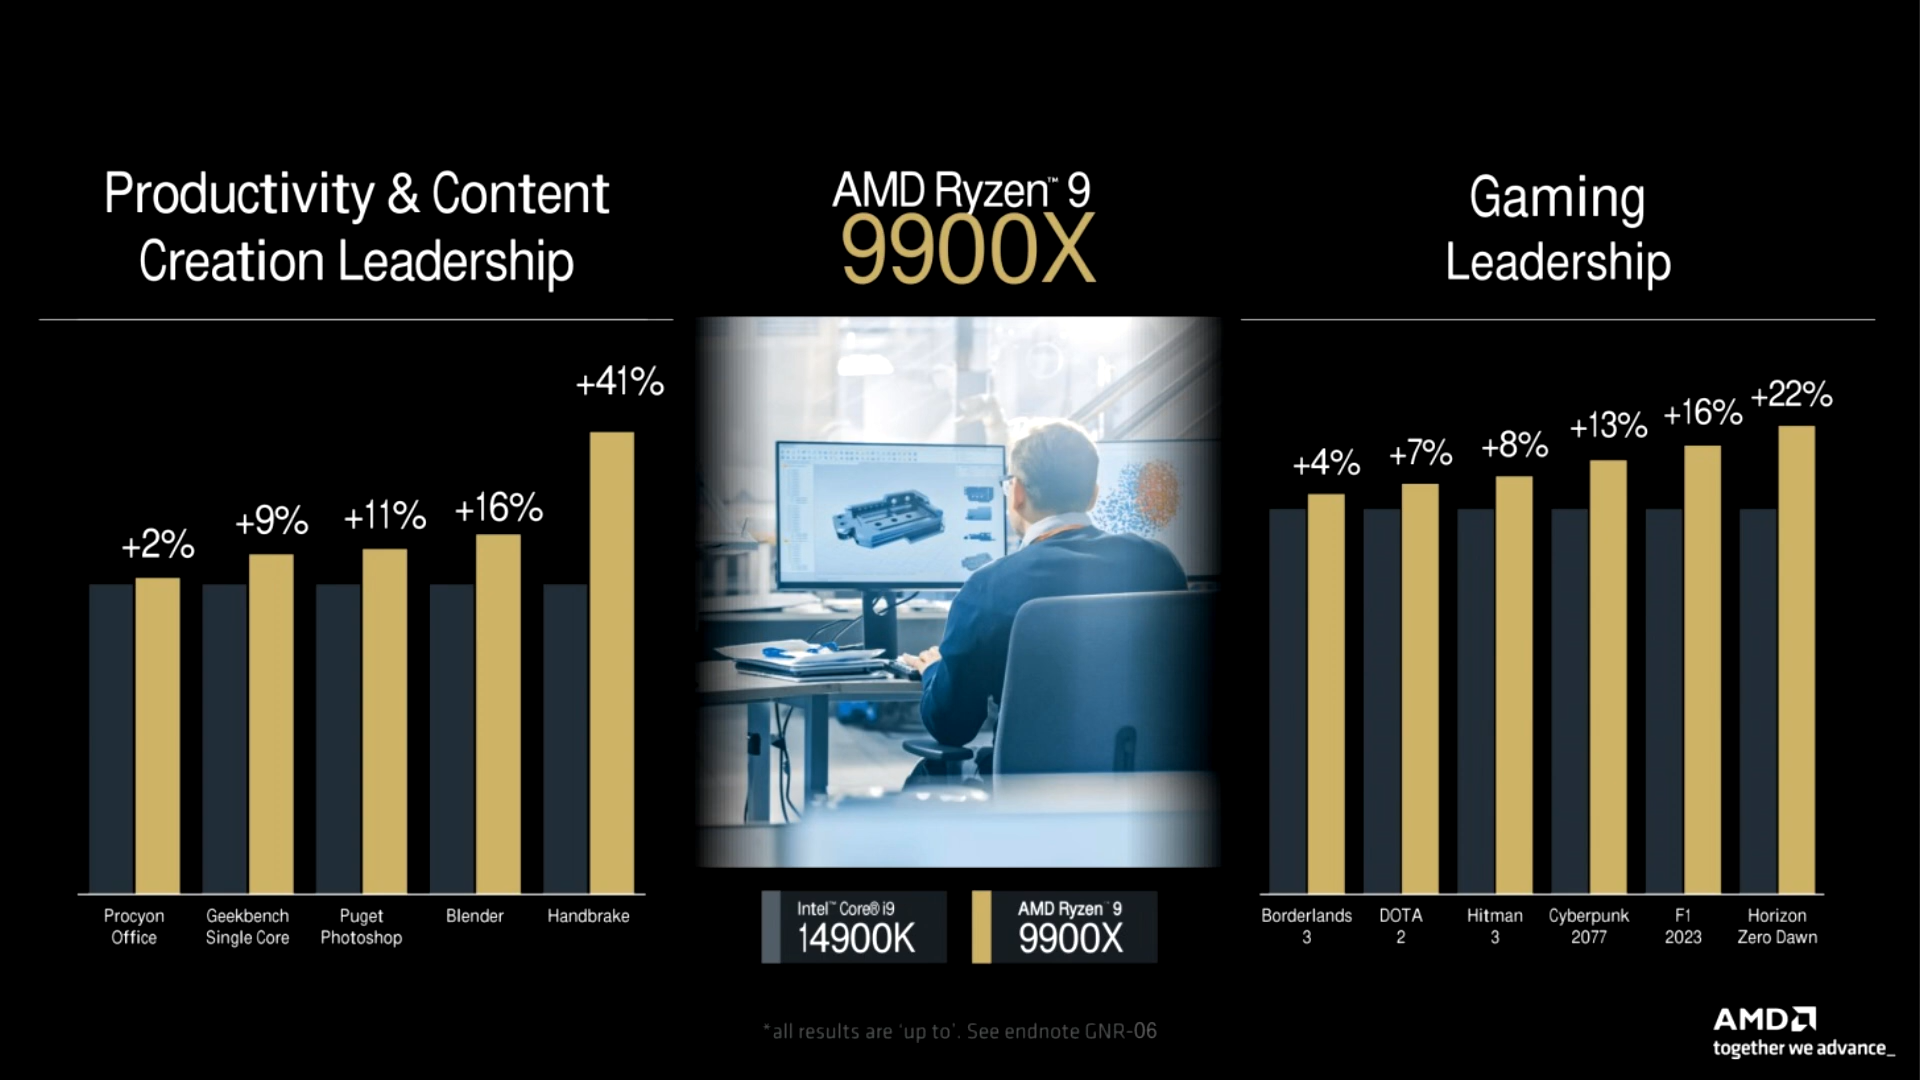 Productivity & Content
Creation Leadership
+2%
+9%
+11%
+16%
+41%
Procyon
Office
Geekbench
Single Core
Puget
Photoshop
Blender
Handbrake
AMD Ryzen™ 9
9900X
Intel™ Core® i9
14900K
AMD Ryzen™ 9
9900X
Gaming
Leadership
+4%
+7%
+8%
+13%
+16%
+22%
Borderlands
3
DOTA
2
Hitman
3
Cyberpunk
2077
F1
2023
Horizon
Zero Dawn
*all results are 'up to'. See endnote GNR-06
AMD
together we advance_